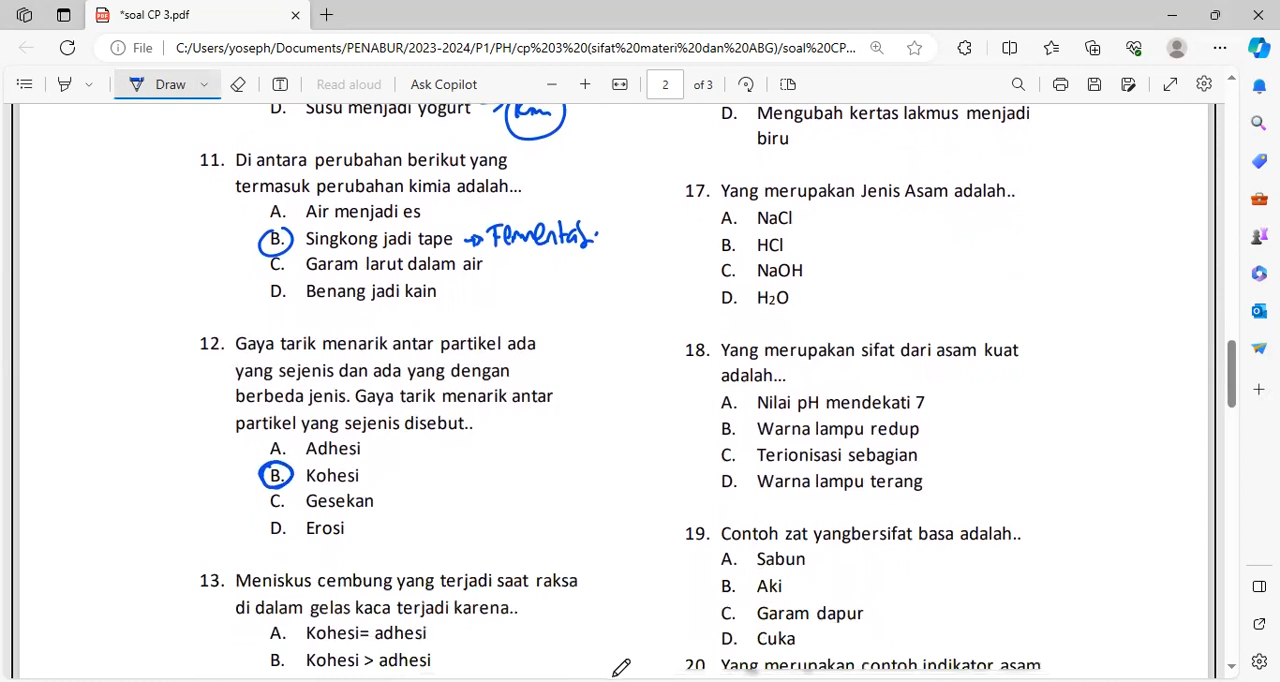 *soal CP 3.pdf
File
C:/Users/yoseph/Documents/PENABUR/2023-2024/P1/PH/cp%203%20(sifat%20materi%20dan%20ABG)/soal%20CP...
Draw
Read aloud
Ask Copilot
2
of 3
D. Susu menjadi yogurt
11. Di antara perubahan berikut yang
termasuk perubahan kimia adalah...
A. Air menjadi es
B. Singkong jadi tape → Fermentasi
C. Garam larut dalam air
D. Benang jadi kain
12. Gaya tarik menarik antar partikel ada
yang sejenis dan ada yang dengan
berbeda jenis. Gaya tarik menarik antar
partikel yang sejenis disebut..
A. Adhesi
B. Kohesi
C. Gesekan
D. Erosi
13. Meniskus cembung yang terjadi saat raksa
di dalam gelas kaca terjadi karena..
A. Kohesi= adhesi
B. Kohesi > adhesi
D. Mengubah kertas lakmus menjadi
biru
17. Yang merupakan Jenis Asam adalah..
A. NaCl
B. HCl
C. NaOH
D. H₂O
18. Yang merupakan sifat dari asam kuat
adalah...
A. Nilai pH mendekati 7
B. Warna lampu redup
C. Terionisasi sebagian
D. Warna lampu terang
19. Contoh zat yangbersifat basa adalah..
A. Sabun
B. Aki
C. Garam dapur
D. Cuka
20 Yang merupakan contoh indikator asam